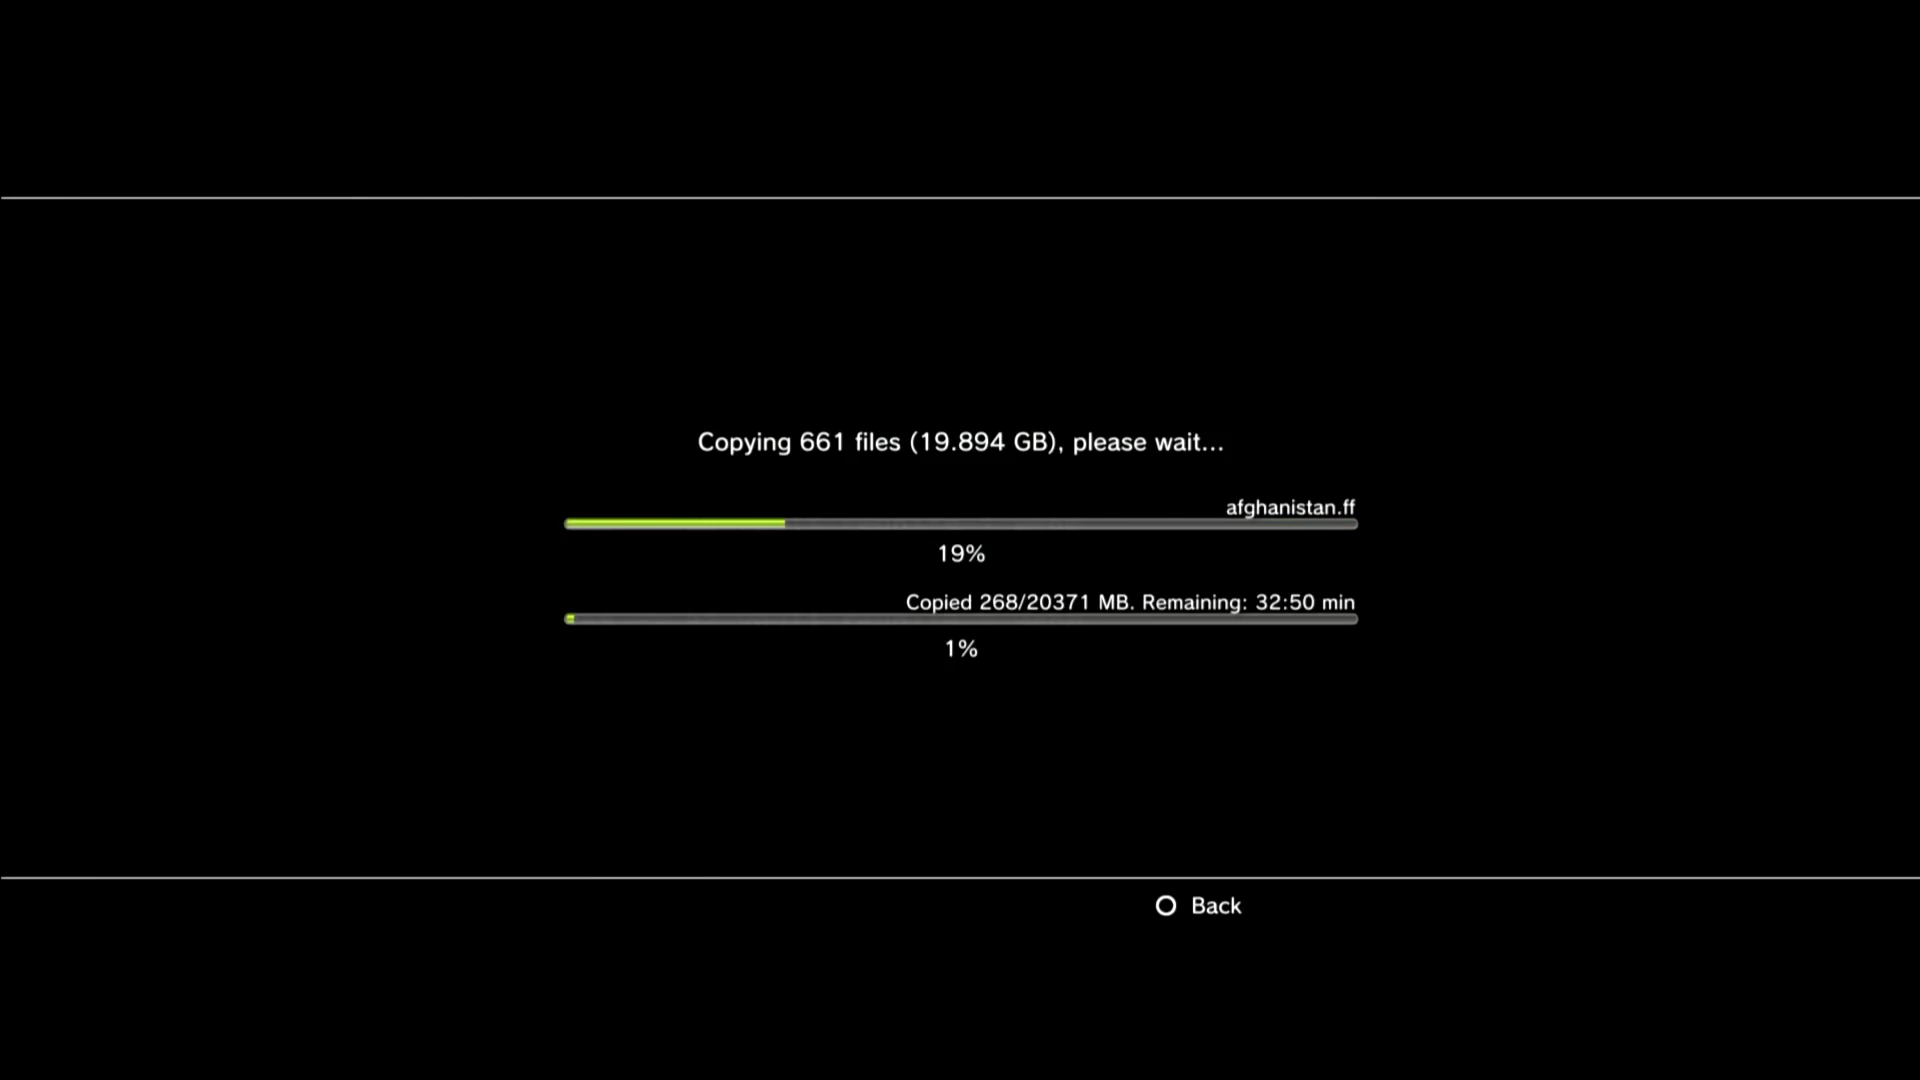 Copying 661 files (19.894 GB), please wait...
afghanistan.ff
19%
Copied 268/20371 MB. Remaining: 32:50 min
1%
Back